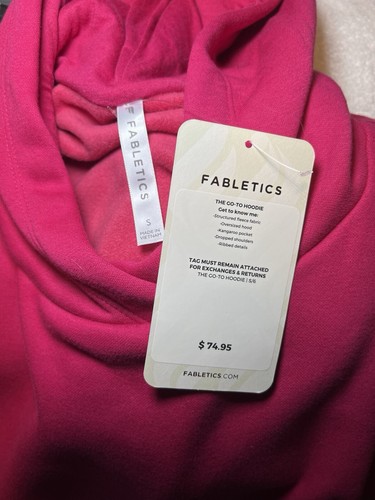 FABLETICS
S
MADE IN
VIETNAM
FABLETICS
THE GO-TO HOODIE
Get to know me:
-Structured fleece fabric
-Oversized hood
-Kangaroo pocket
-Dropped shoulders
-Ribbed details
TAG MUST REMAIN ATTACHED
FOR EXCHANGES & RETURNS
THE GO-TO HOODIE | S/6
$74.95
FABLETICS.COM